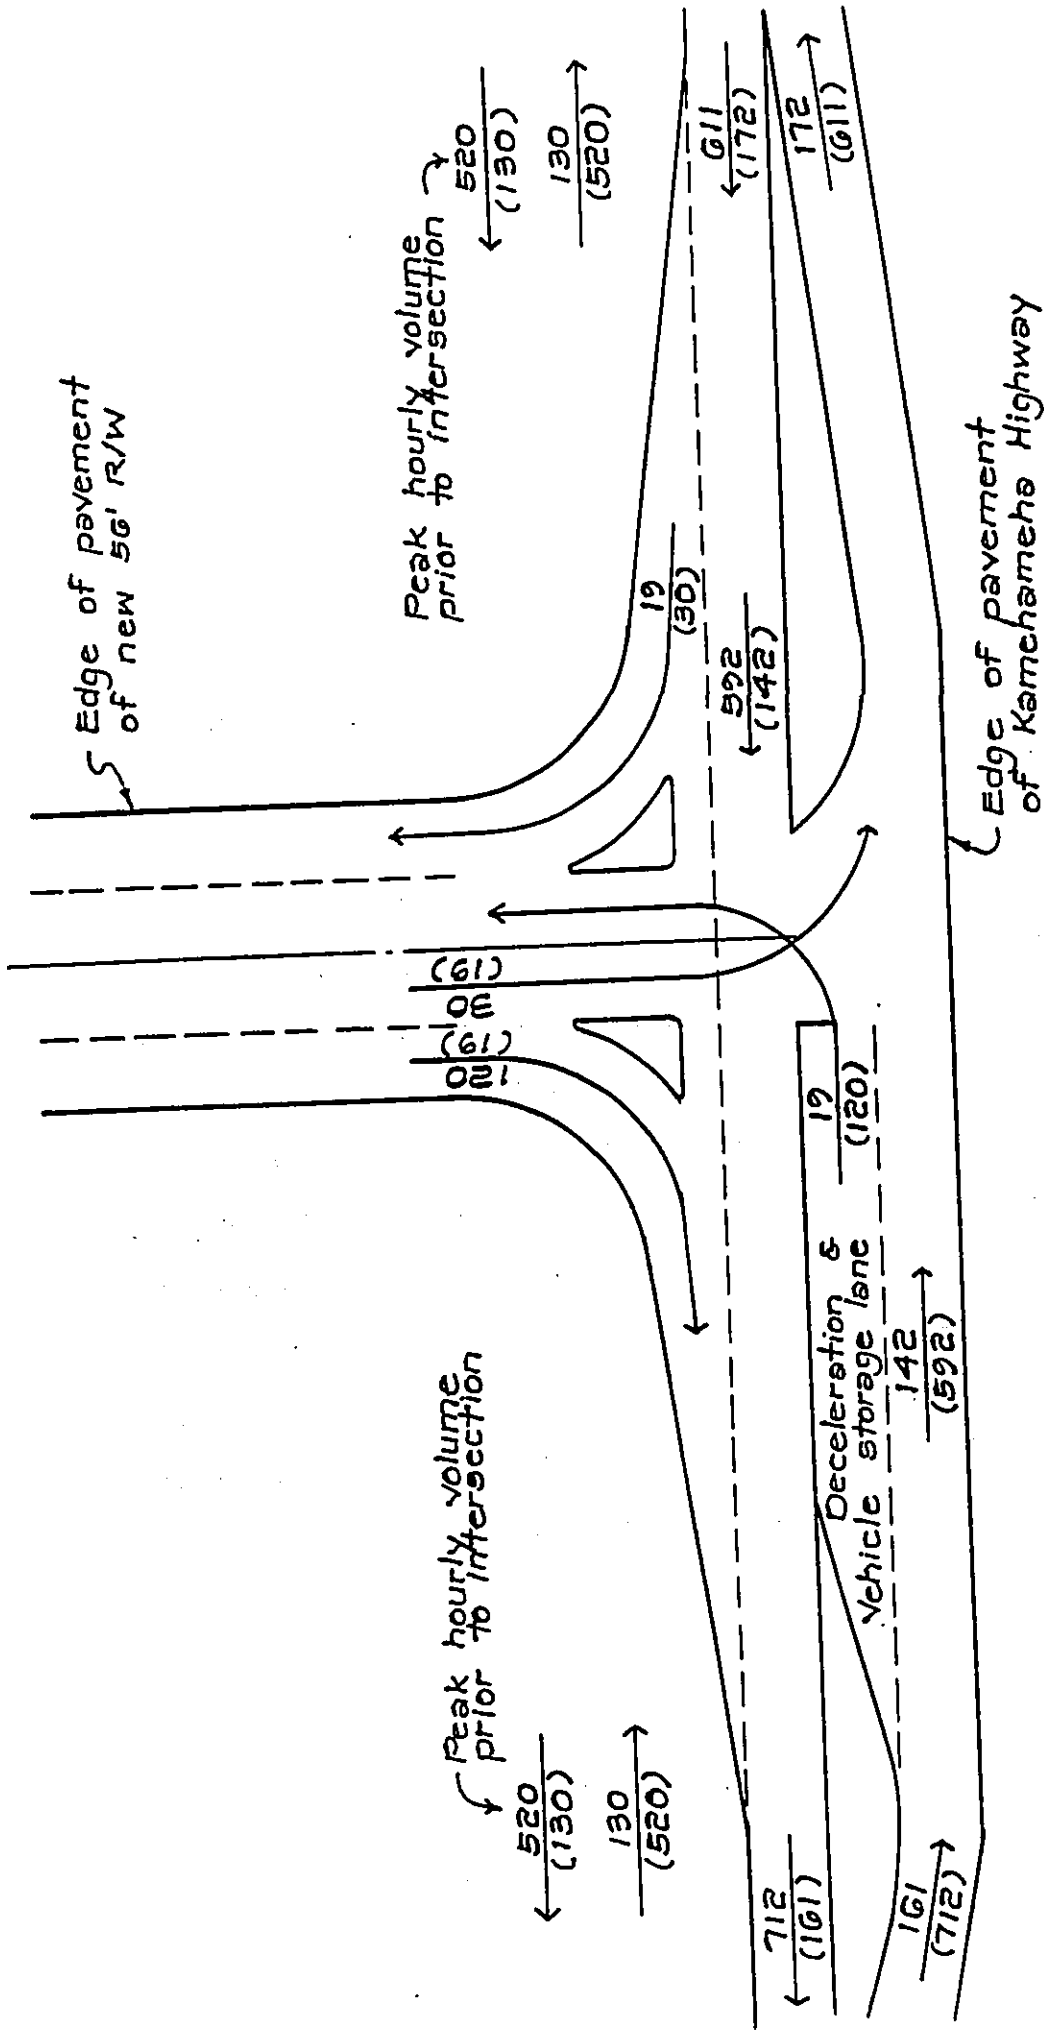 Edge of pavement
of new 56' R/W
Peak hourly volume
prior to intersection
520
(130)
130
(520)
Peak hourly volume
prior to intersection
520
(130)
130
(520)
120
(19)
30
(19)
19
(30)
611
(172)
592
(142)
172
(611)
712
(161)
161
(712)
Deceleration &
Vehicle storage lane
19
(120)
142
(592)
Edge of pavement
of Kamehameha Highway